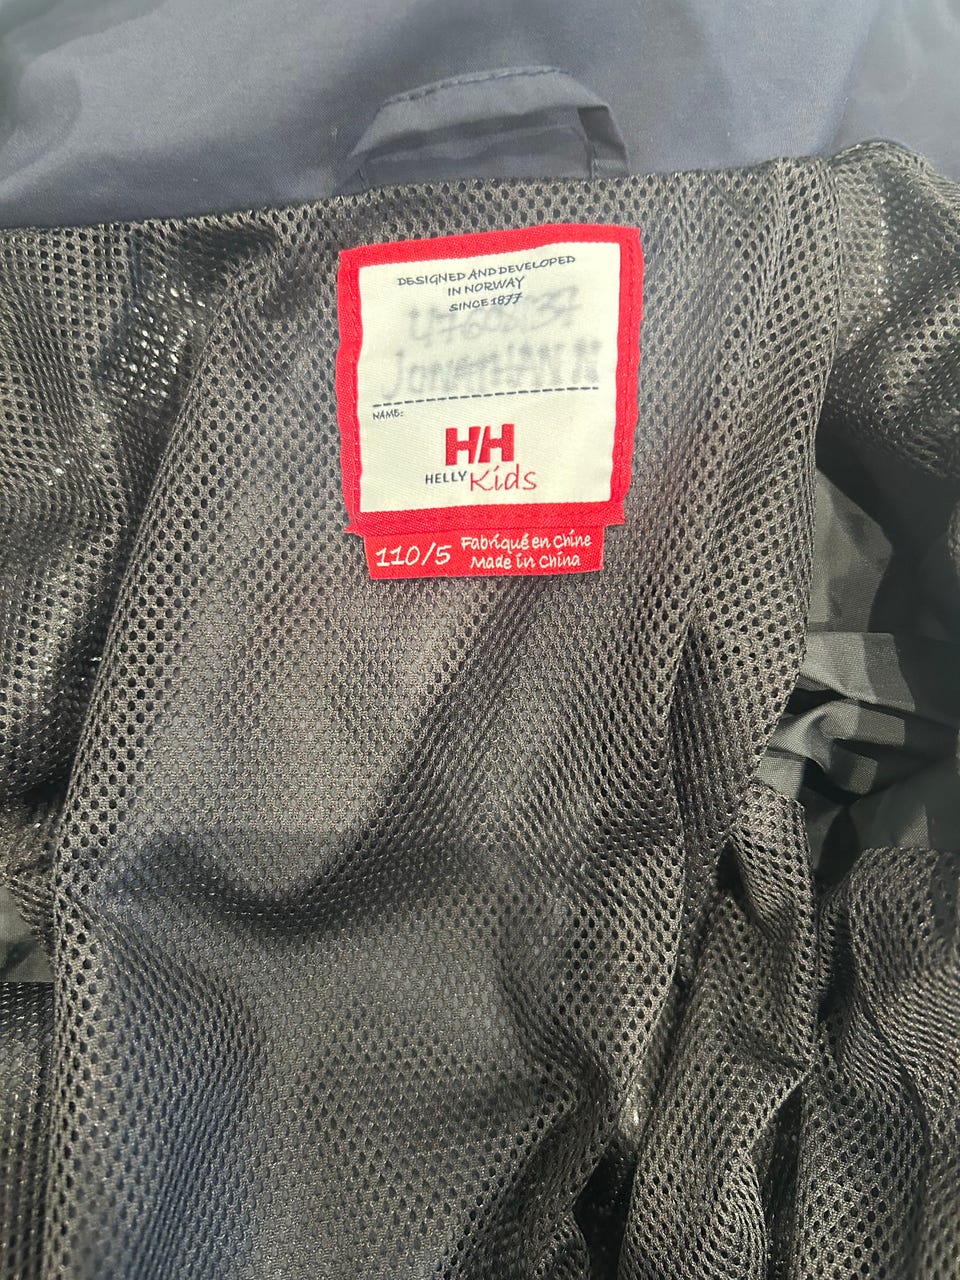 DESIGNED AND DEVELOPED
IN NORWAY
SINCE 1877
JONATHAN N
NAME:
HH
HELLY Kids
110/5 Fabriqué en Chine
Made in China